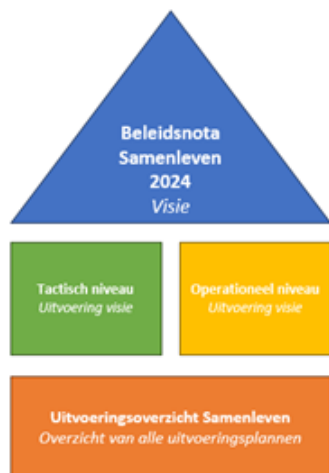 Beleidsnota
Samenleven
2024
Visie
Tactisch niveau
Uitvoering visie
Operationeel niveau
Uitvoering visie
Uitvoeringsoverzicht Samenleven
Overzicht van alle uitvoeringsplannen